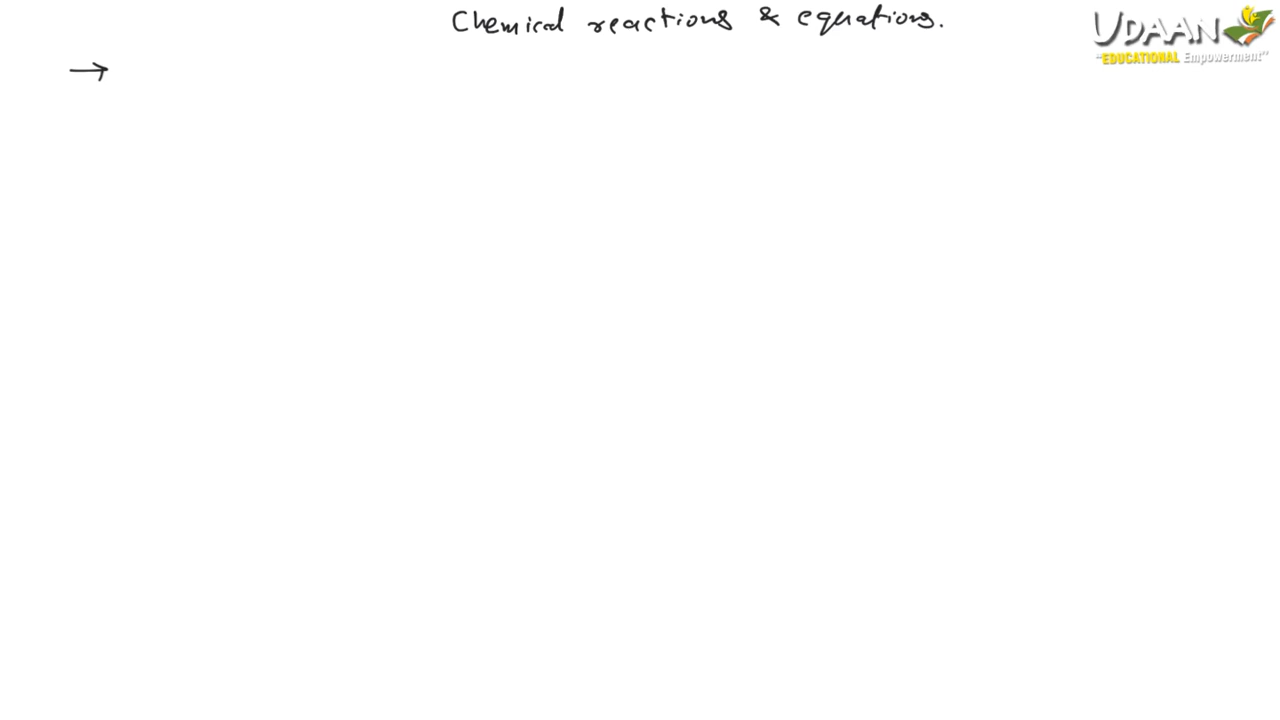 Chemical reactions & equations.
UDAAN
"EDUCATIONAL Empowerment"
→